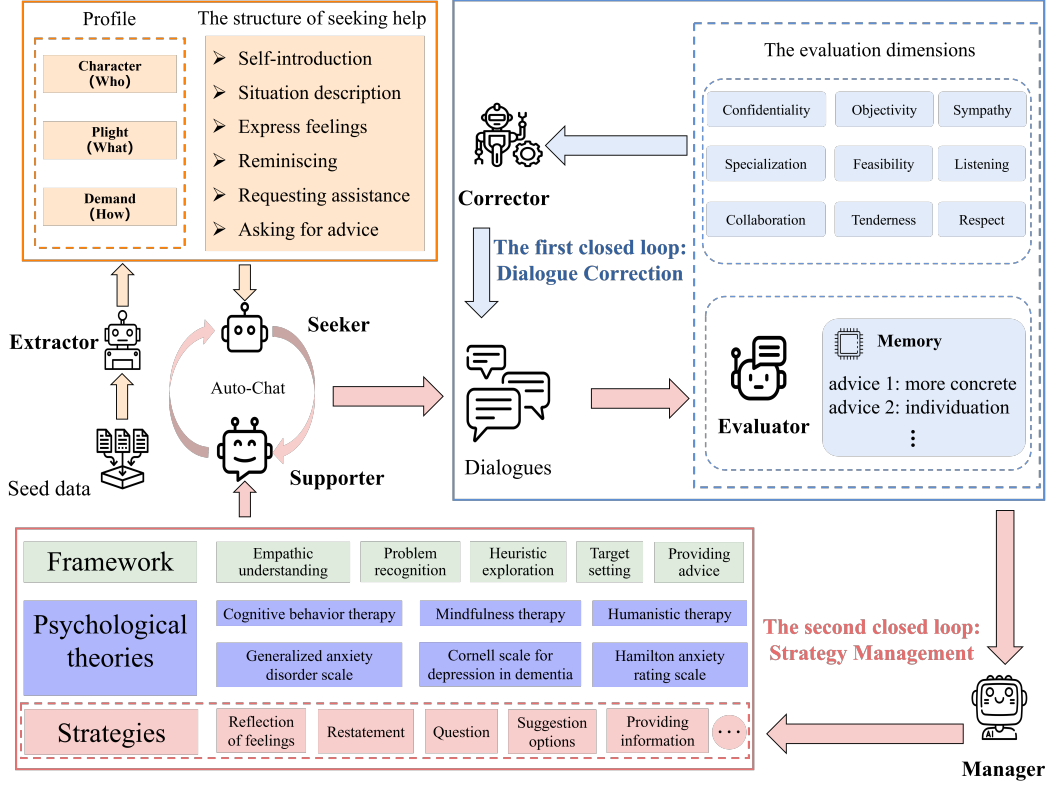 Profile
Character
(Who)
Plight
(What)
Demand
(How)
The structure of seeking help
Self-introduction
Situation description
Express feelings
Reminiscing
Requesting assistance
Asking for advice
Extractor
Seed data
Seeker
Auto-Chat
Supporter
Corrector
The first closed loop:
Dialogue Correction
Dialogues
The evaluation dimensions
Confidentiality
Objectivity
Sympathy
Specialization
Feasibility
Listening
Collaboration
Tenderness
Respect
Evaluator
Memory
advice 1: more concrete
advice 2: individuation
⋮
Framework
Empathic
understanding
Problem
recognition
Heuristic
exploration
Target
setting
Providing
advice
Psychological
theories
Cognitive behavior therapy
Mindfulness therapy
Humanistic therapy
Generalized anxiety
disorder scale
Cornell scale for
depression in dementia
Hamilton anxiety
rating scale
Strategies
Reflection
of feelings
Restatement
Question
Suggestion
options
Providing
information
···
The second closed loop:
Strategy Management
AI
Manager